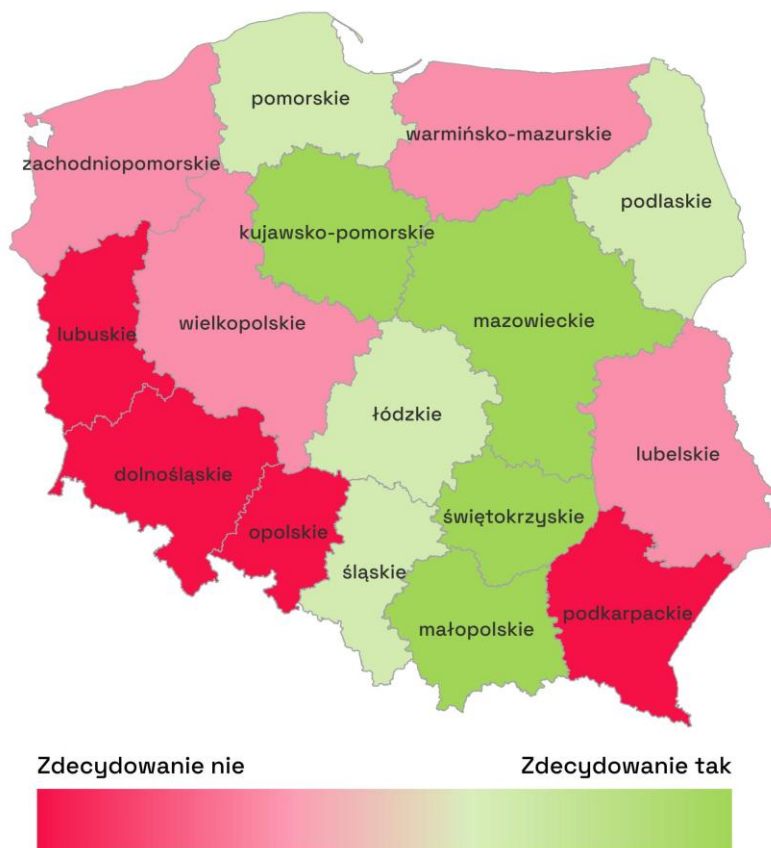 pomorskie
warmińsko-mazurskie
zachodniopomorskie
podlaskie
kujawsko-pomorskie
mazowieckie
wielkopolskie
lubuskie
łódzkie
lubelskie
dolnośląskie
świętokrzyskie
opolskie
śląskie
podkarpackie
małopolskie
Zdecydowanie nie
Zdecydowanie tak